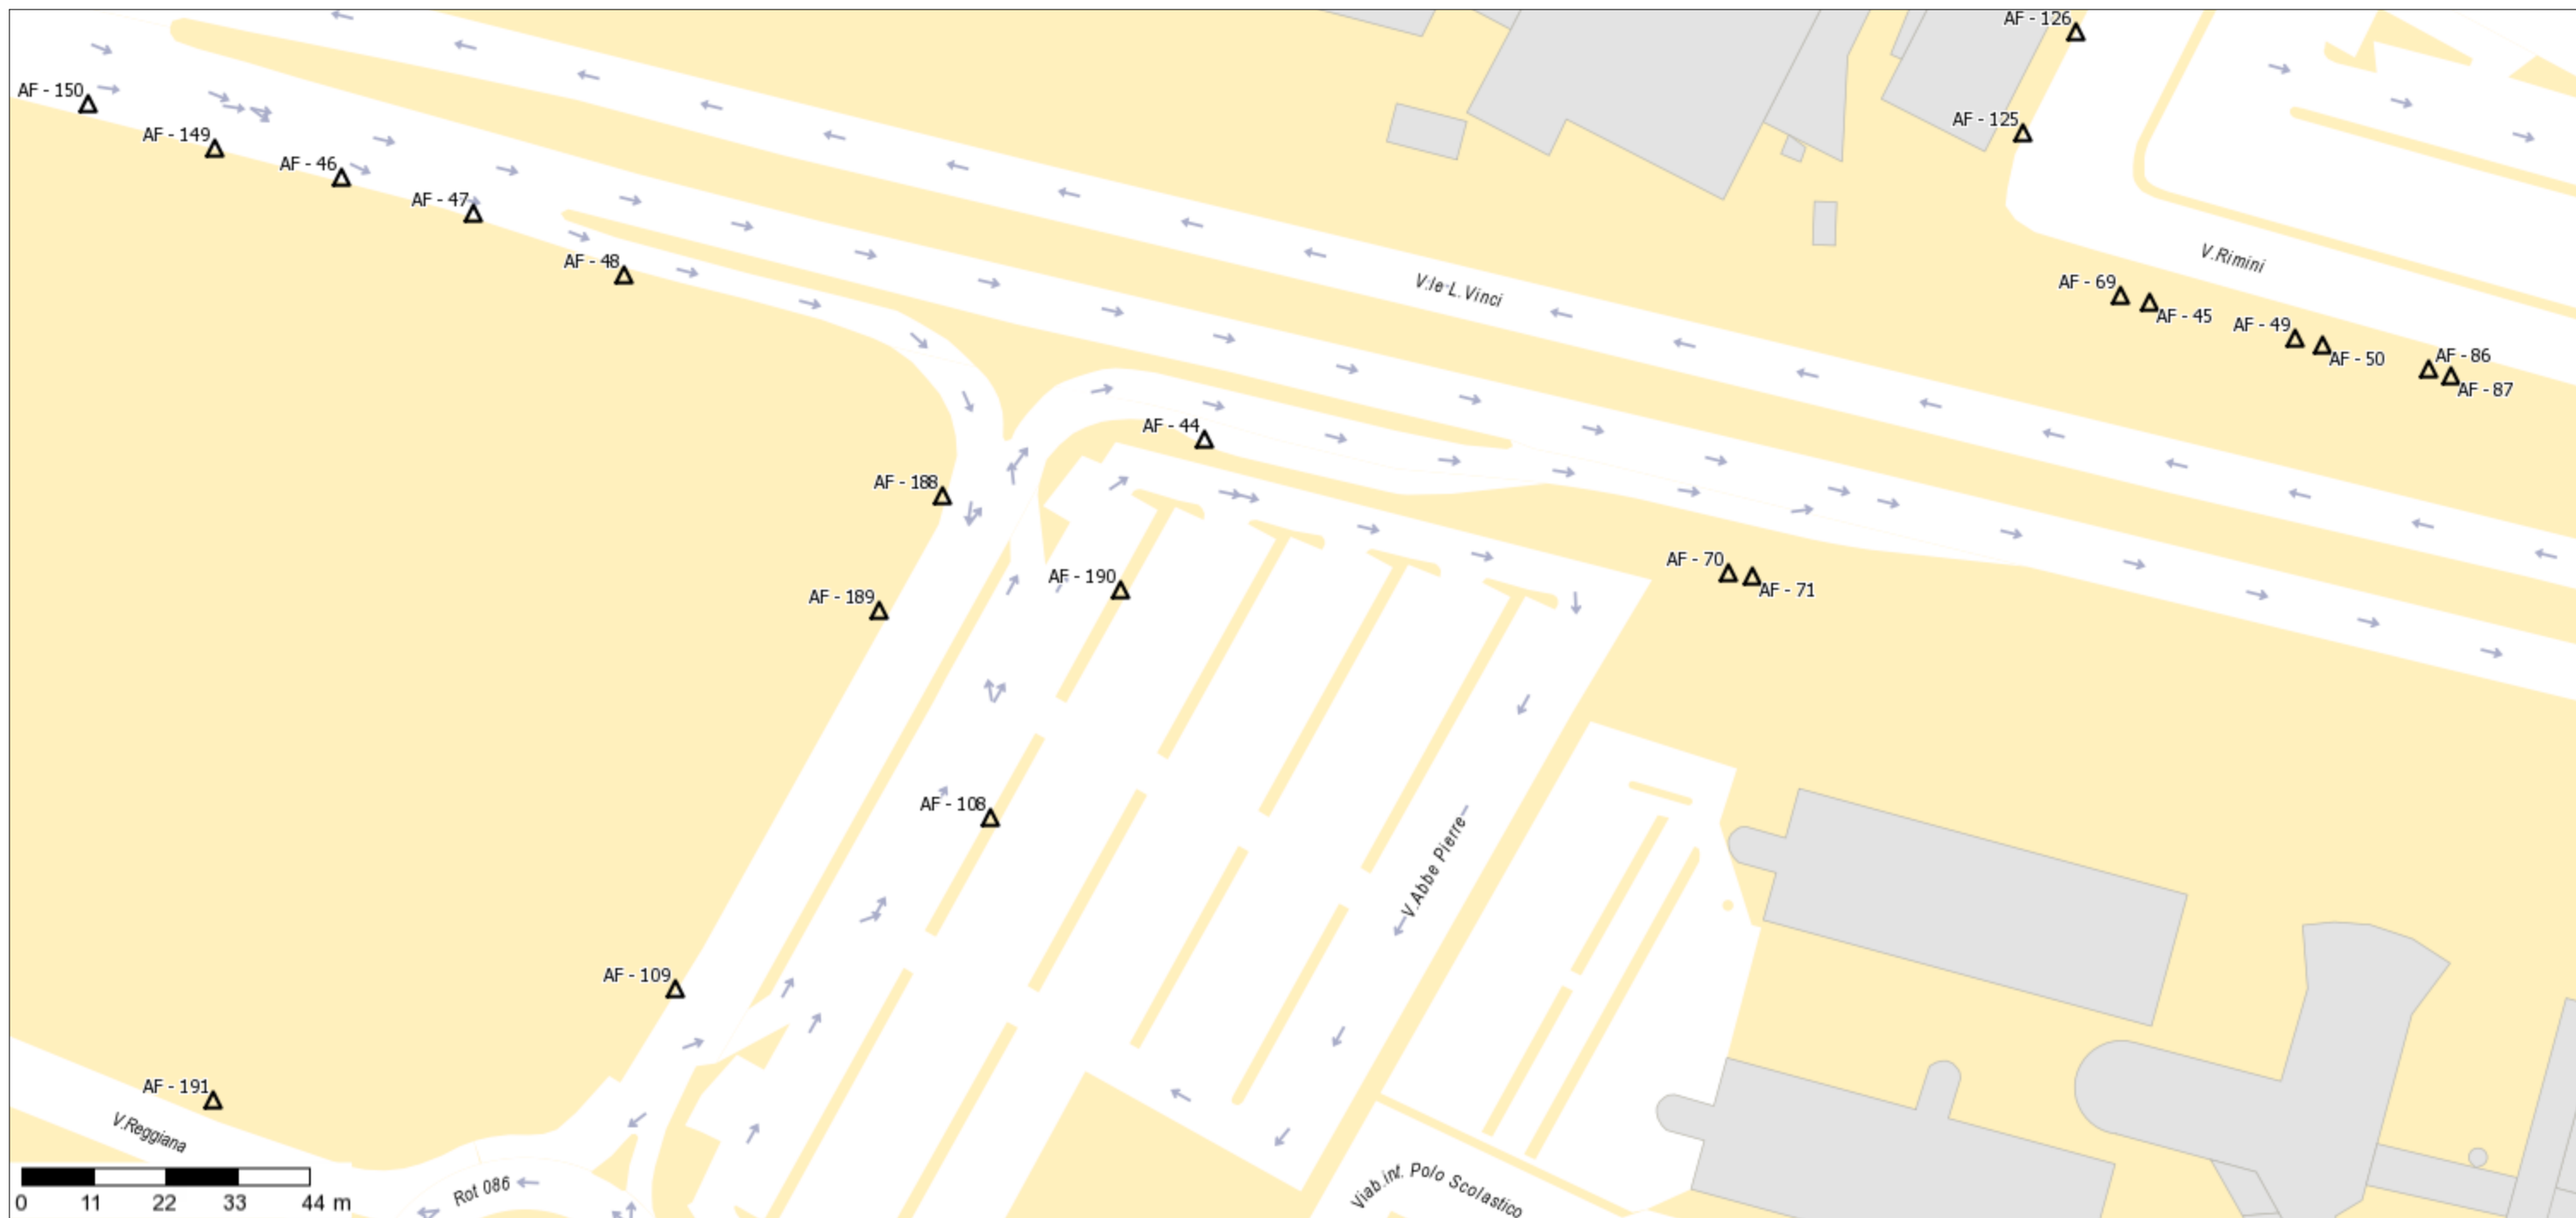 AF - 126
AF - 150
AF - 125
AF - 149
AF - 46
AF - 47
AF - 48
V.Rimini
V.le L.Vinci
AF - 69
AF - 45
AF - 49
AF - 50
AF - 86
AF - 87
AF - 44
AF - 188
AF - 70
AF - 71
AF - 190
AF - 189
AF - 108
V.Abbe Pierre
AF - 109
AF - 191
V.Reggiana
Rot 086
Viab.int. Polo Scolastico
0 11 22 33 44 m